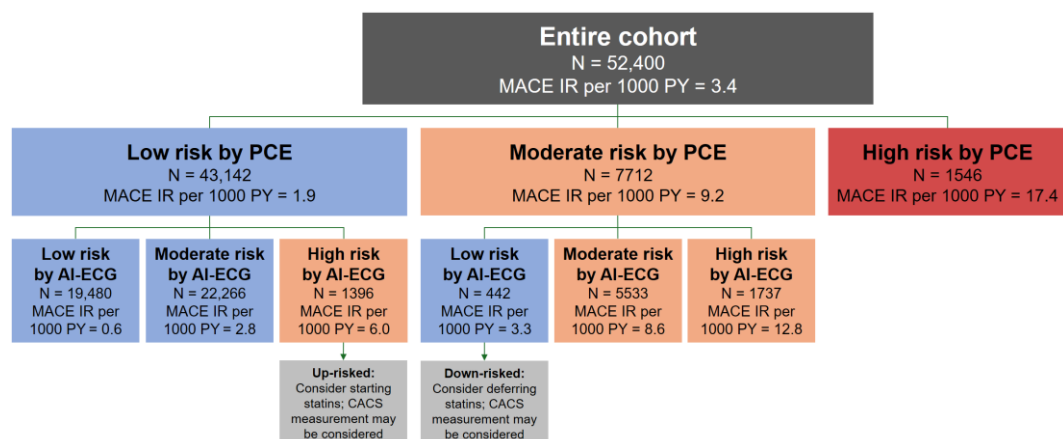 Entire cohort
N = 52,400
MACE IR per 1000 PY = 3.4
Low risk by PCE
N = 43,142
MACE IR per 1000 PY = 1.9
Moderate risk by PCE
N = 7712
MACE IR per 1000 PY = 9.2
High risk by PCE
N = 1546
MACE IR per 1000 PY = 17.4
Low risk
by AI-ECG
N = 19,480
MACE IR per
1000 PY = 0.6
Moderate risk
by AI-ECG
N = 22,266
MACE IR per
1000 PY = 2.8
High risk
by AI-ECG
N = 1396
MACE IR per
1000 PY = 6.0
Low risk
by AI-ECG
N = 442
MACE IR per
1000 PY = 3.3
Moderate risk
by AI-ECG
N = 5533
MACE IR per
1000 PY = 8.6
High risk
by AI-ECG
N = 1737
MACE IR per
1000 PY = 12.8
Up-risked:
Consider starting
statins; CACS
measurement may
be considered
Down-risked:
Consider deferring
statins; CACS
measurement may
be considered